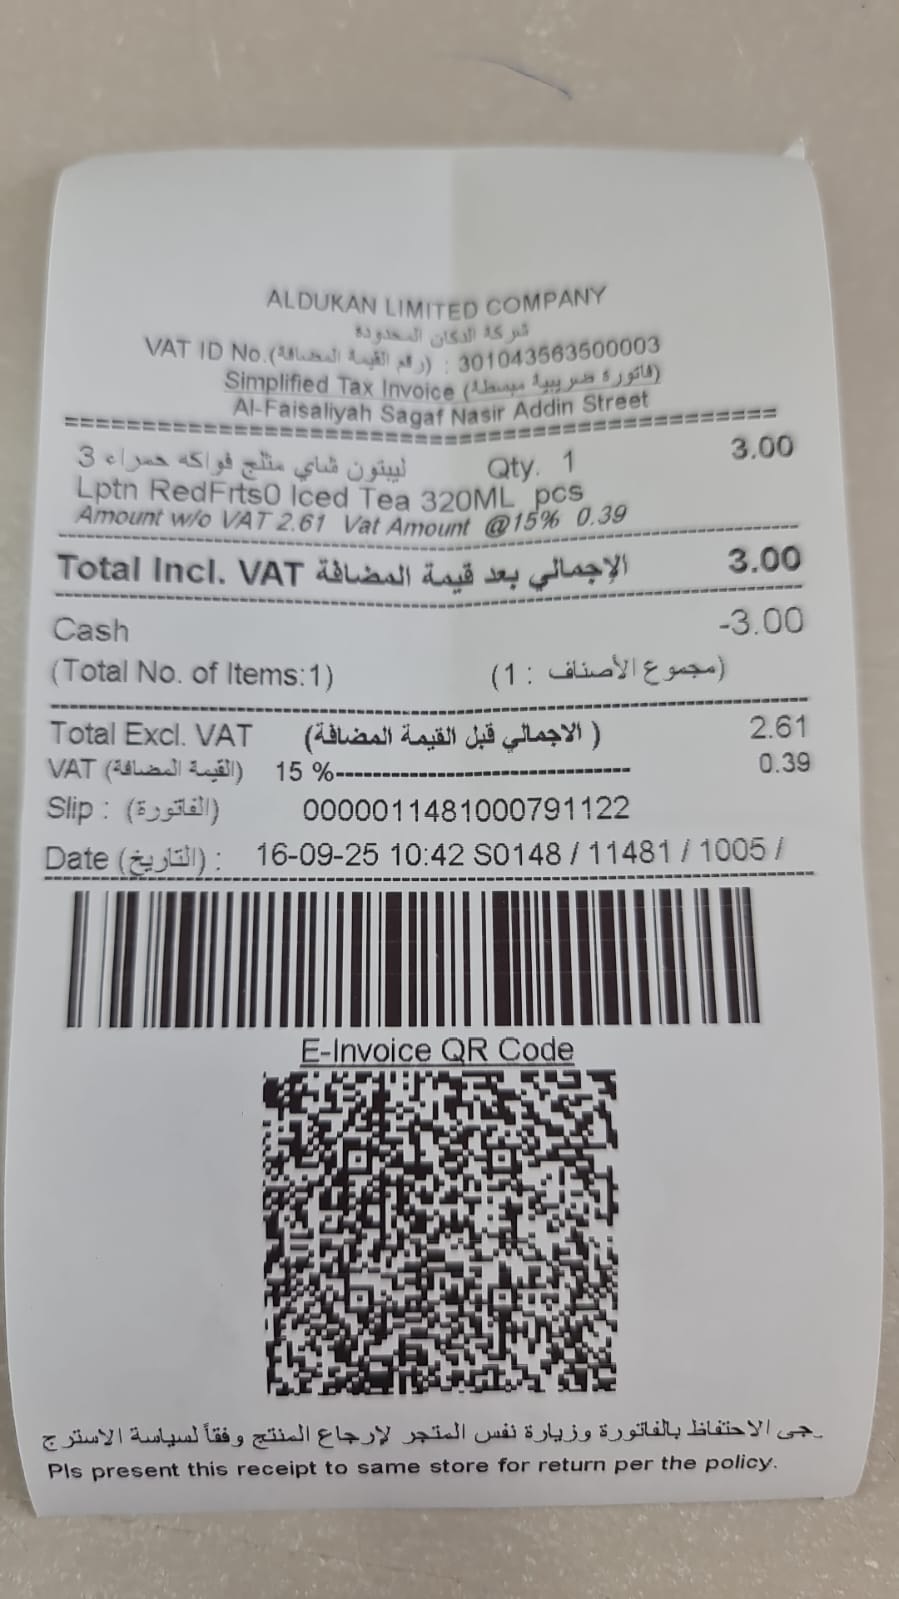 ALDUKAN LIMITED COMPANY
شركة الدكان المحدودة
VAT ID No.(رقم القيمة المضافة) : 301043563500003
Simplified Tax Invoice (فاتورة ضريبية مبسطة)
Al-Faisaliyah Sagaf Nasir Addin Street
ليبتون شاي مثلج فواكه حمراء 3 Qty. 1 3.00
Lptn RedFrts0 Iced Tea 320ML pcs
Amount w/o VAT 2.61 Vat Amount @15% 0.39
Total Incl. VAT الإجمالي بعد قيمة المضافة 3.00
Cash -3.00
(Total No. of Items:1) (مجموع الأصناف : 1)
Total Excl. VAT (الاجمالي قبل القيمة المضافة ) 2.61
VAT (القيمة المضافة) 15 %------------------------------ 0.39
Slip : (الفاتورة) 0000011481000791122
Date (التاريخ) : 16-09-25 10:42 S0148 / 11481 / 1005 /
E-Invoice QR Code
جى الاحتفاظ بالفاتورة وزيارة نفس المتجر لإرجاع المنتج وفقاً لسياسة الاسترج
Pls present this receipt to same store for return per the policy.